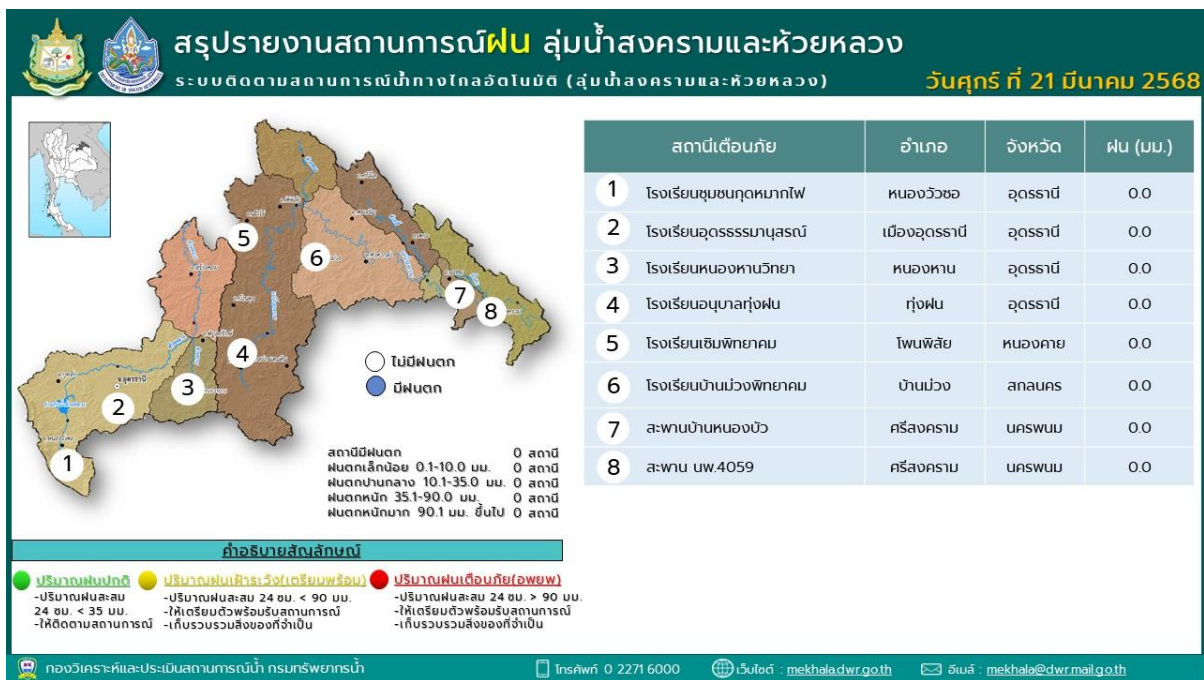 สรุปรายงานสถานการณ์ฝน ลุ่มน้ำสงครามและห้วยหลวง
ระบบติดตามสถานการณ์น้ำทางไกลอัตโนมัติ (ลุ่มน้ำสงครามและห้วยหลวง)
วันศุกร์ ที่ 21 มีนาคม 2568
สถานีเตือนภัย อำเภอ จังหวัด ฝน (มม.)
1 โรงเรียนชุมชนกุดหมากไฟ หนองวัวซอ อุดรธานี 0.0
2 โรงเรียนอุดรธรรมานุสรณ์ เมืองอุดรธานี อุดรธานี 0.0
3 โรงเรียนหนองหานวิทยา หนองหาน อุดรธานี 0.0
4 โรงเรียนอนุบาลทุ่งฝน ทุ่งฝน อุดรธานี 0.0
5 โรงเรียนเซิมพิทยาคม โพนพิสัย หนองคาย 0.0
6 โรงเรียนบ้านม่วงพิทยาคม บ้านม่วง สกลนคร 0.0
7 สะพานบ้านหนองบัว ศรีสงคราม นครพนม 0.0
8 สะพาน นพ.4059 ศรีสงคราม นครพนม 0.0
5
6
7
8
4
3
2
1
จ.อุดรธานี
ไม่มีฝนตก
มีฝนตก
สถานีมีฝนตก 0 สถานี
ฝนตกเล็กน้อย 0.1-10.0 มม. 0 สถานี
ฝนตกปานกลาง 10.1-35.0 มม. 0 สถานี
ฝนตกหนัก 35.1-90.0 มม. 0 สถานี
ฝนตกหนักมาก 90.1 มม. ขึ้นไป 0 สถานี
คำอธิบายสัญลักษณ์
ปริมาณฝนปกติ
-ปริมาณฝนสะสม
24 ชม. < 35 มม.
-ให้ติดตามสถานการณ์
ปริมาณฝนเฝ้าระวัง(เตรียมพร้อม)
-ปริมาณฝนสะสม 24 ชม. < 90 มม.
-ให้เตรียมตัวพร้อมรับสถานการณ์
-เก็บรวบรวมสิ่งของที่จำเป็น
ปริมาณฝนเตือนภัย(อพยพ)
-ปริมาณฝนสะสม 24 ชม. > 90 มม.
-ให้เตรียมตัวพร้อมรับสถานการณ์
-เก็บรวบรวมสิ่งของที่จำเป็น
กองวิเคราะห์และประเมินสถานการณ์น้ำ กรมทรัพยากรน้ำ
โทรศัพท์ 0 2271 6000
เว็บไซต์ : mekhala.dwr.go.th
อีเมล์ : mekhala@dwr.mail.go.th